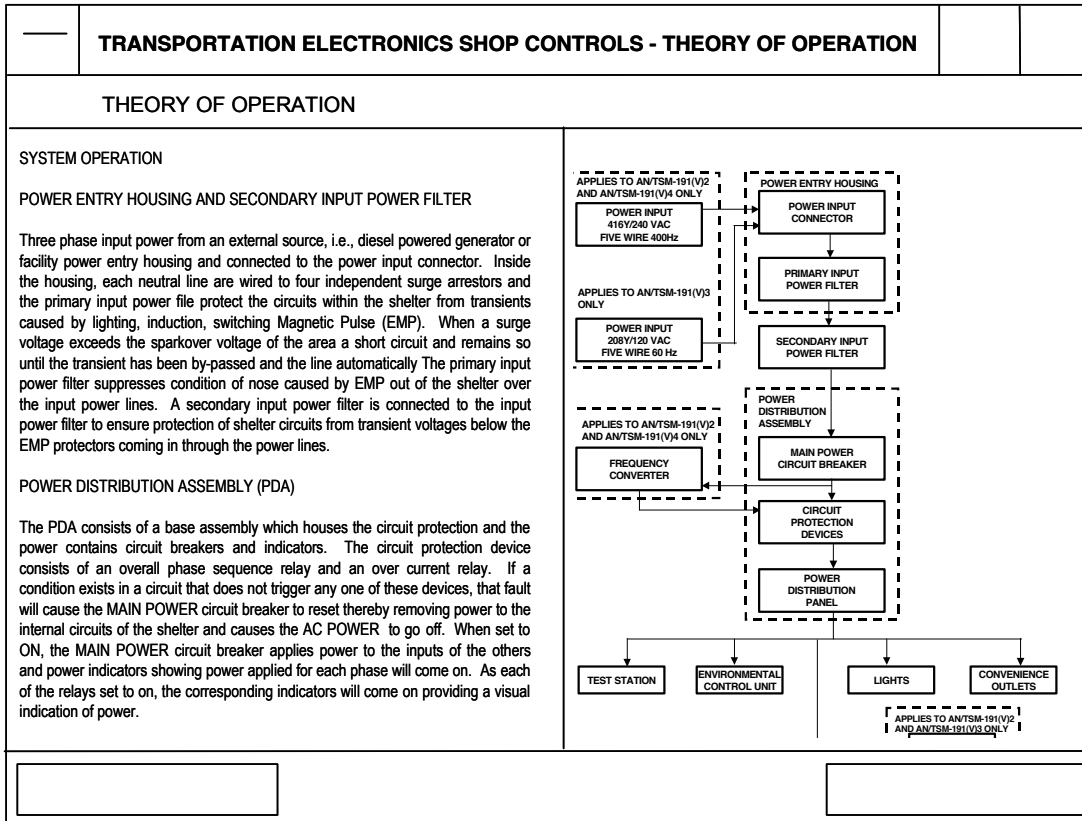 TRANSPORTATION ELECTRONICS SHOP CONTROLS - THEORY OF OPERATION
THEORY OF OPERATION
SYSTEM OPERATION
POWER ENTRY HOUSING AND SECONDARY INPUT POWER FILTER
Three phase input power from an external source, i.e., diesel powered generator or
facility power entry housing and connected to the power input connector. Inside
the housing, each neutral line are wired to four independent surge arrestors and
the primary input power file protect the circuits within the shelter from transients
caused by lighting, induction, switching Magnetic Pulse (EMP). When a surge
voltage exceeds the sparkover voltage of the area a short circuit and remains so
until the transient has been by-passed and the line automatically The primary input
power filter suppresses condition of nose caused by EMP out of the shelter over
the input power lines. A secondary input power filter is connected to the input
power filter to ensure protection of shelter circuits from transient voltages below the
EMP protectors coming in through the power lines.
POWER DISTRIBUTION ASSEMBLY (PDA)
The PDA consists of a base assembly which houses the circuit protection and the
power contains circuit breakers and indicators. The circuit protection device
consists of an overall phase sequence relay and an over current relay. If a
condition exists in a circuit that does not trigger any one of these devices, that fault
will cause the MAIN POWER circuit breaker to reset thereby removing power to the
internal circuits of the shelter and causes the AC POWER to go off. When set to
ON, the MAIN POWER circuit breaker applies power to the inputs of the others
and power indicators showing power applied for each phase will come on. As each
of the relays set to on, the corresponding indicators will come on providing a visual
indication of power.
APPLIES TO AN/TSM-191(V)2
AND AN/TSM-191(V)4 ONLY
POWER INPUT
416Y/240 VAC
FIVE WIRE 400Hz
POWER ENTRY HOUSING
POWER INPUT
CONNECTOR
PRIMARY INPUT
POWER FILTER
APPLIES TO AN/TSM-191(V)3
ONLY
POWER INPUT
208Y/120 VAC
FIVE WIRE 60 Hz
SECONDARY INPUT
POWER FILTER
POWER
DISTRIBUTION
ASSEMBLY
APPLIES TO AN/TSM-191(V)2
AND AN/TSM-191(V)4 ONLY
FREQUENCY
CONVERTER
MAIN POWER
CIRCUIT BREAKER
CIRCUIT
PROTECTION
DEVICES
POWER
DISTRIBUTION
PANEL
TEST STATION
ENVIRONMENTAL
CONTROL UNIT
LIGHTS
CONVENIENCE
OUTLETS
APPLIES TO AN/TSM-191(V)2
AND AN/TSM-191(V)3 ONLY